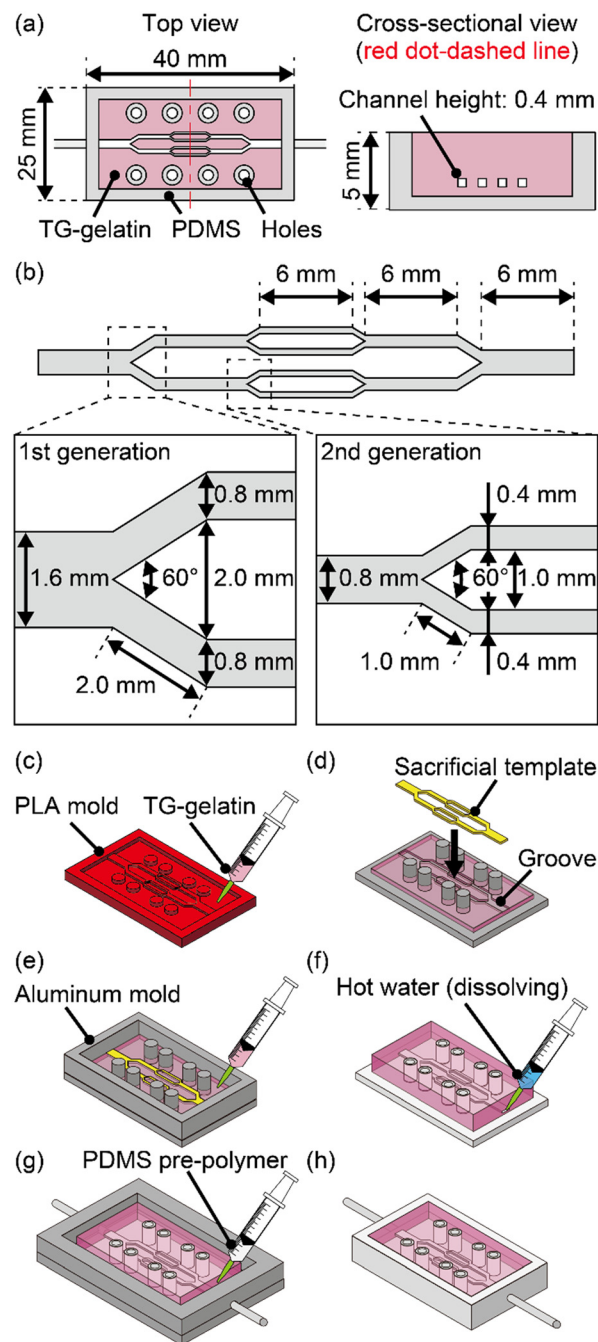 (a)
Top view
40 mm
25 mm
TG-gelatin
PDMS
Holes
Cross-sectional view
(red dot-dashed line)
Channel height: 0.4 mm
5 mm
(b)
6 mm
6 mm
6 mm
1st generation
0.8 mm
1.6 mm
60°
2.0 mm
0.8 mm
2.0 mm
2nd generation
0.4 mm
0.8 mm
60°
1.0 mm
1.0 mm
0.4 mm
(c)
PLA mold
TG-gelatin
(d)
Sacrificial template
Groove
(e)
Aluminum mold
(f)
Hot water (dissolving)
(g)
PDMS pre-polymer
(h)